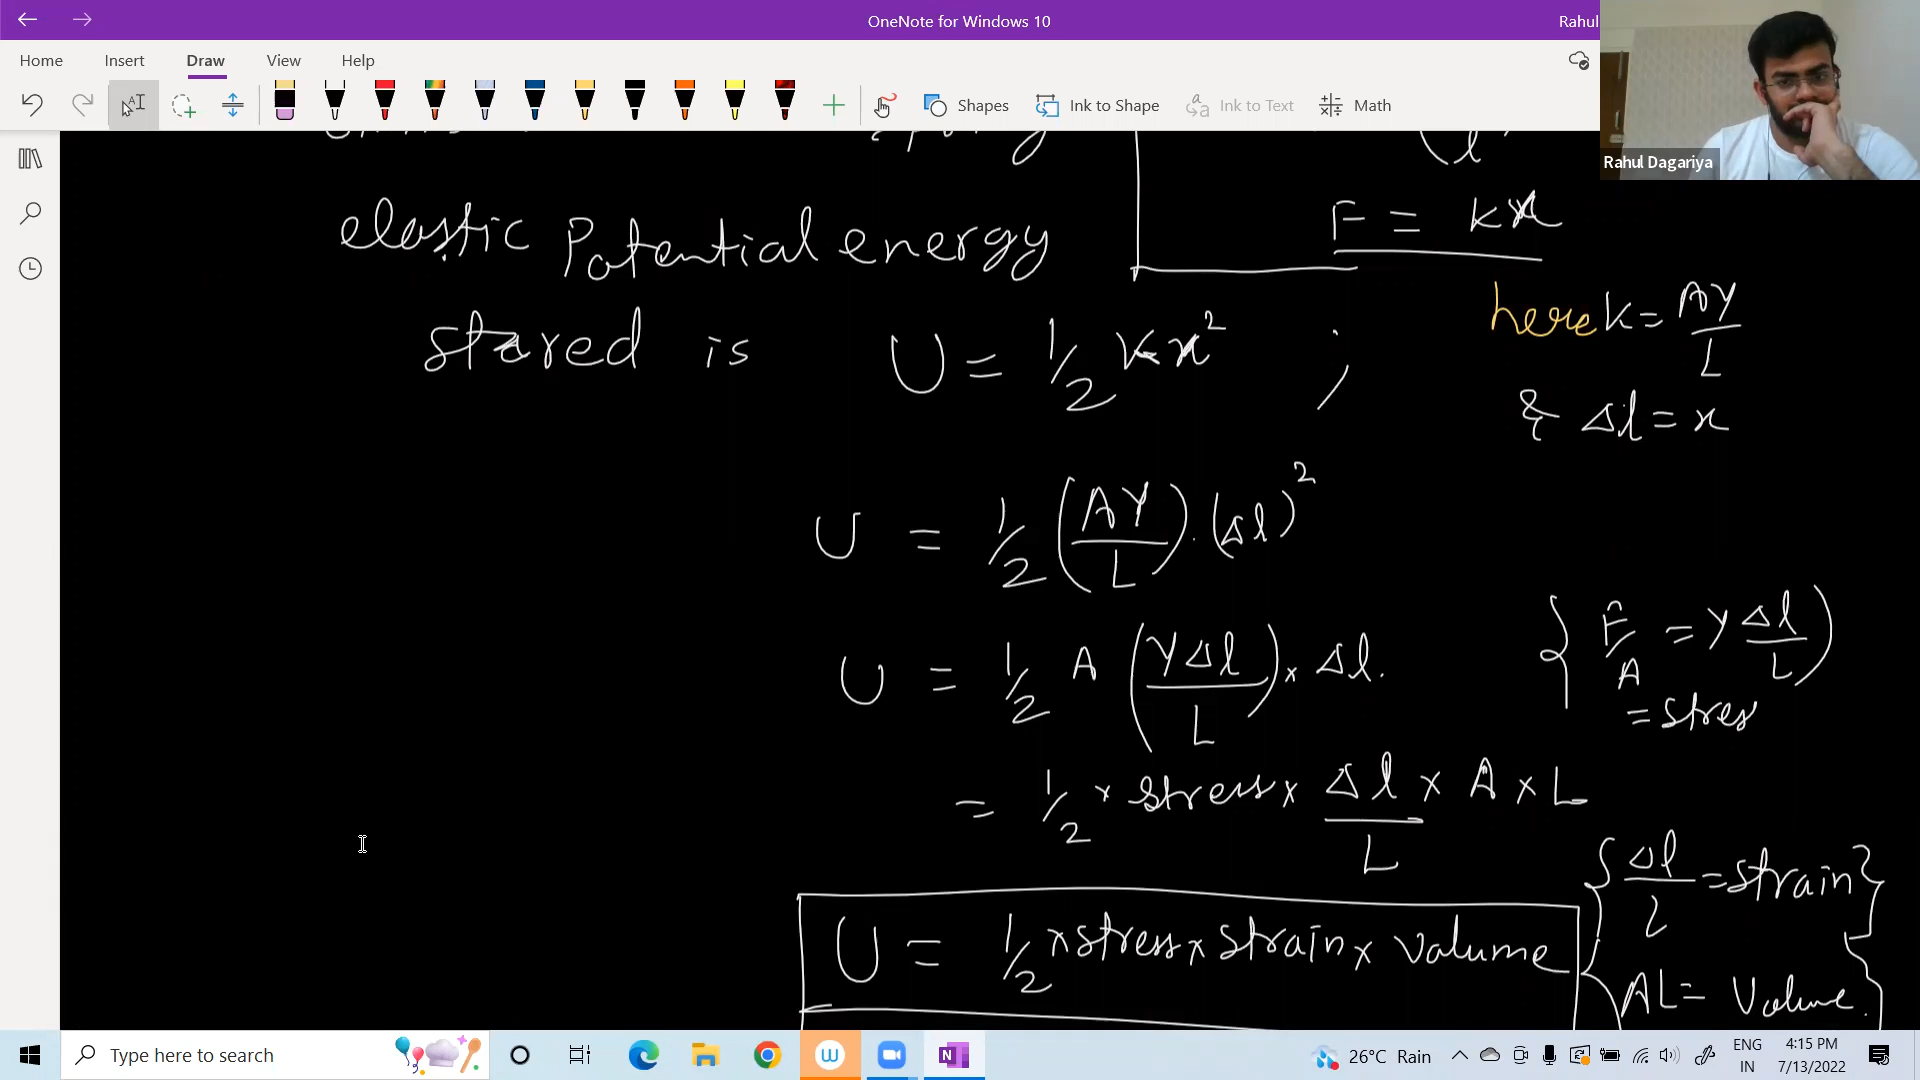 OneNote for Windows 10
Rahul
Home Insert Draw View Help
Shapes Ink to Shape Ink to Text Math
Rahul Dagariya
F = kx
elastic Potential energy
here k = AY/L
stored is U = 1/2 kx² ;
& Δl = x
U = 1/2 (AY/L) . (Δl)²
{ F/A = Y Δl/L )
= stres
U = 1/2 A (YΔl/L) x Δl.
= 1/2 x stress x Δl/L x A x L
{ Δl/l = strain }
U = 1/2 x stress x strain x volume
AL = Volume.
Type here to search
26°C Rain
ENG
IN
4:15 PM
7/13/2022